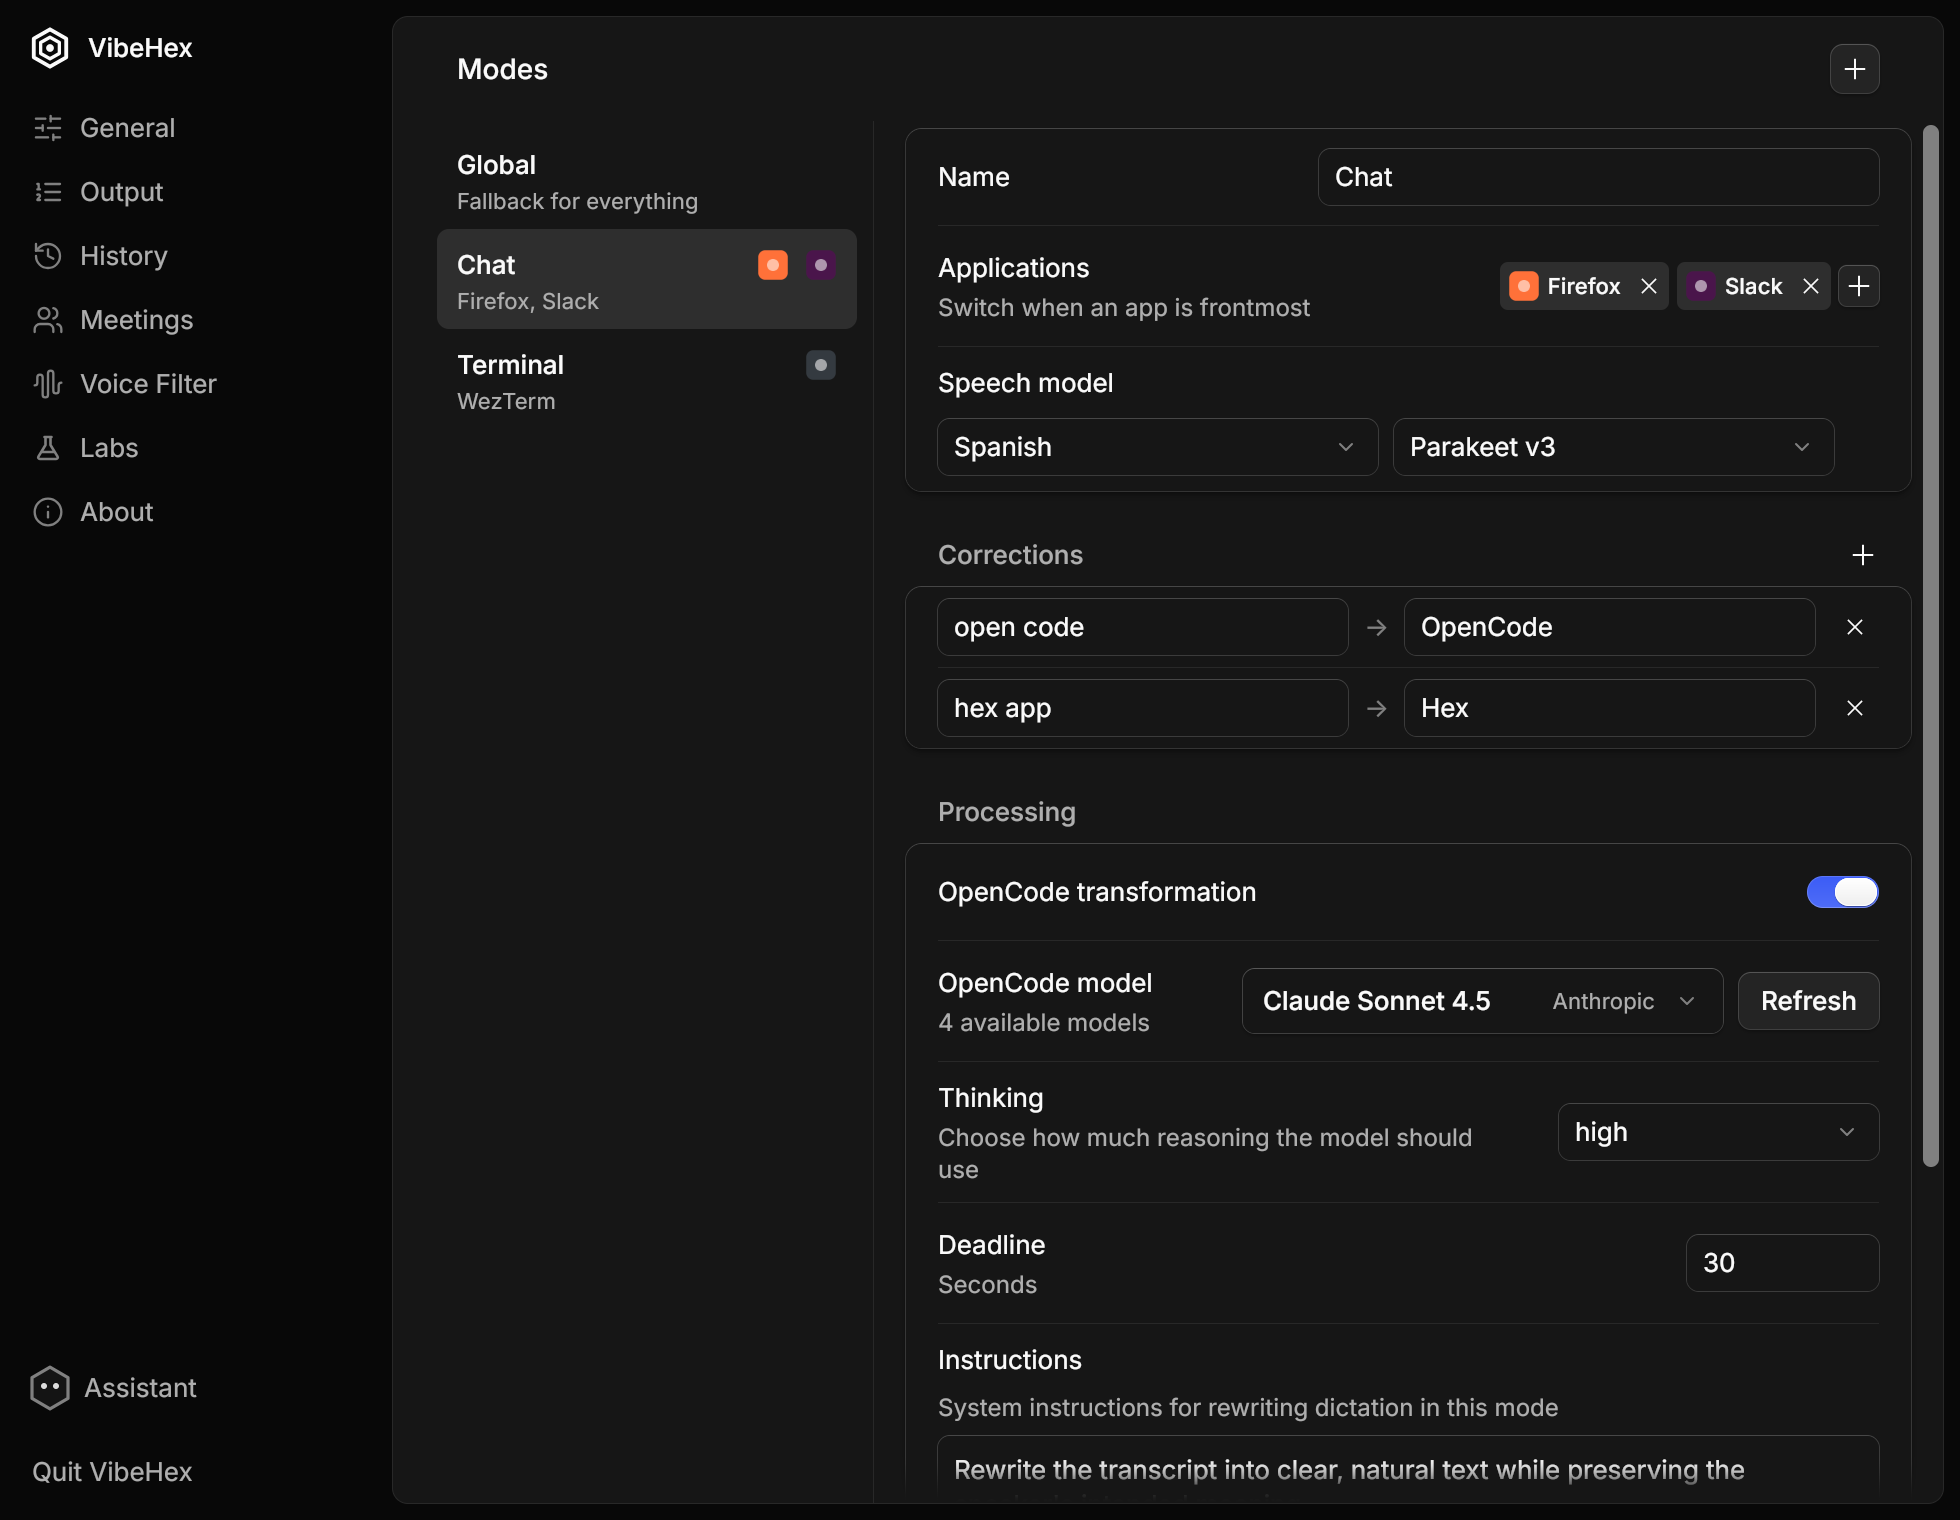 VibeHex
General
Output
History
Meetings
Voice Filter
Labs
About
Assistant
Quit VibeHex
Modes
Global
Fallback for everything
Chat
Firefox, Slack
Terminal
WezTerm
Name
Chat
Applications
Switch when an app is frontmost
Firefox
Slack
Speech model
Spanish
Parakeet v3
Corrections
open code → OpenCode
hex app → Hex
Processing
OpenCode transformation
OpenCode model
4 available models
Claude Sonnet 4.5 Anthropic
Refresh
Thinking
Choose how much reasoning the model should
use
high
Deadline
Seconds
30
Instructions
System instructions for rewriting dictation in this mode
Rewrite the transcript into clear, natural text while preserving the